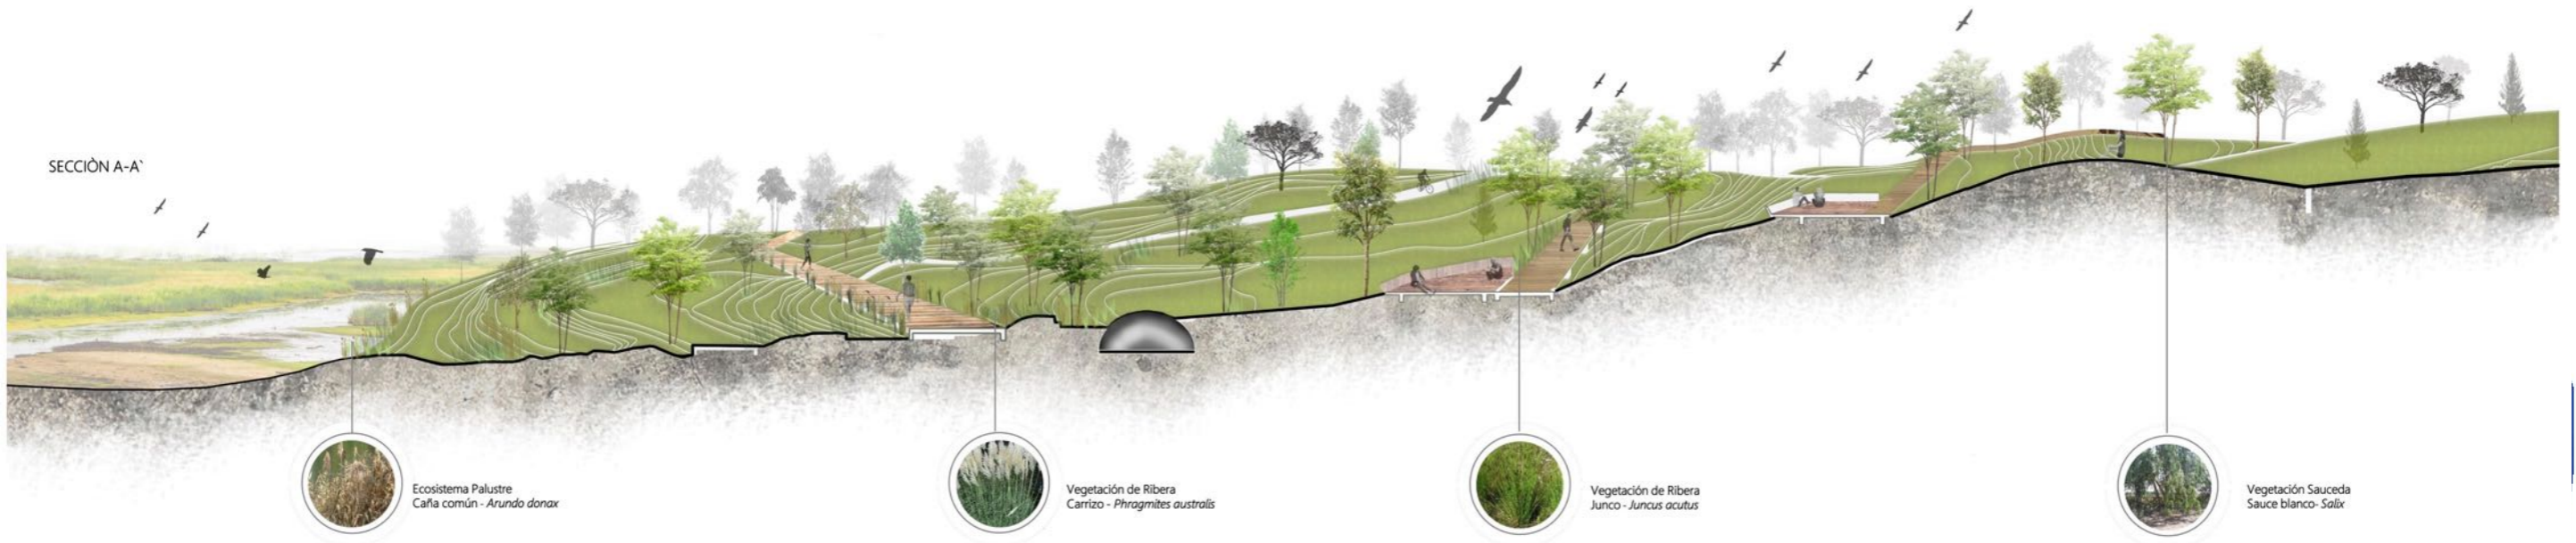 SECCIÒN A-A`
Ecosistema Palustre
Caña común - Arundo donax
Vegetación de Ribera
Carrizo - Phragmites australis
Vegetación de Ribera
Junco - Juncus acutus
Vegetación Sauceda
Sauce blanco- Salix